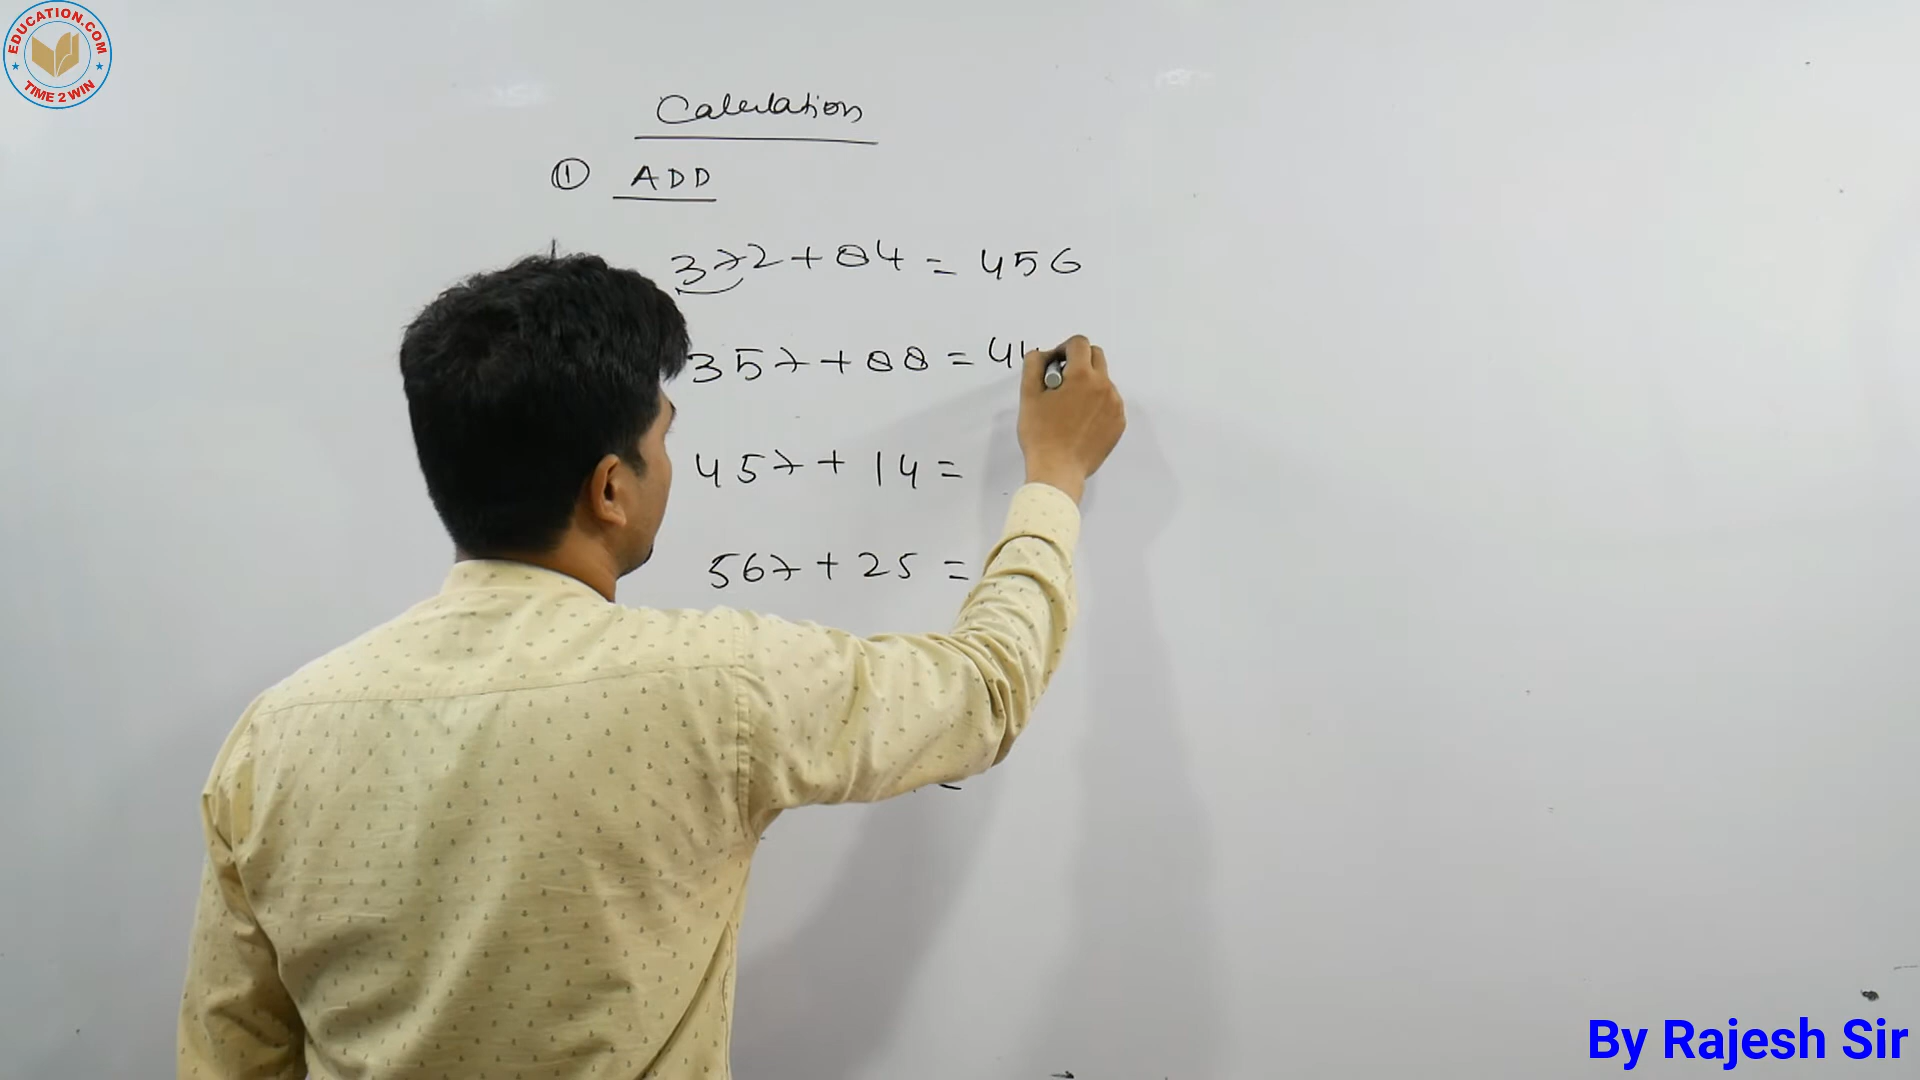 EDUCATION.COM
TIME 2 WIN
Calculation
① ADD
372 + 84 = 456
357 + 88 = 44
457 + 14 =
567 + 25 =
By Rajesh Sir